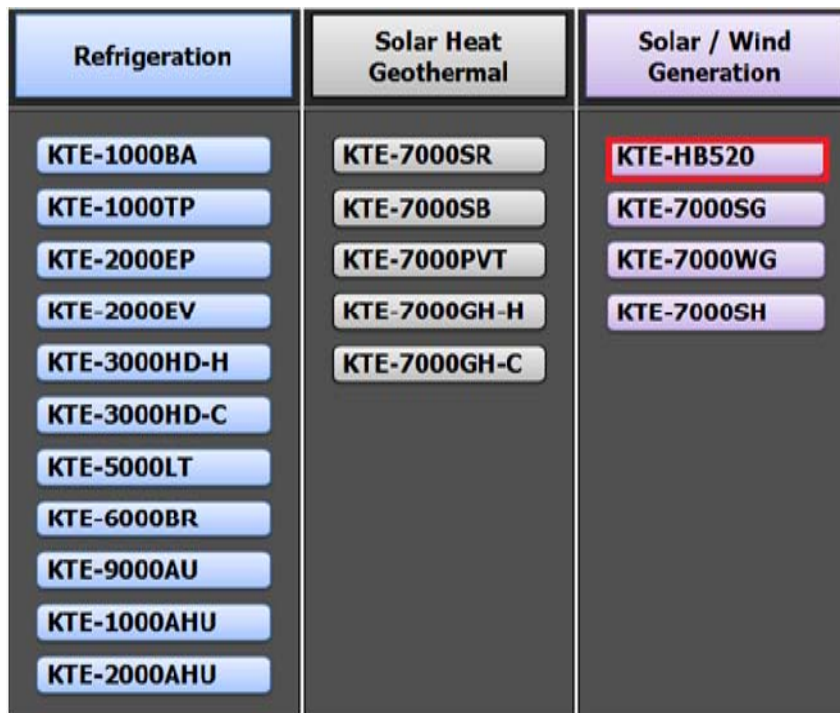 Refrigeration
KTE-1000BA
KTE-1000TP
KTE-2000EP
KTE-2000EV
KTE-3000HD-H
KTE-3000HD-C
KTE-5000LT
KTE-6000BR
KTE-9000AU
KTE-1000AHU
KTE-2000AHU
Solar Heat
Geothermal
KTE-7000SR
KTE-7000SB
KTE-7000PVT
KTE-7000GH-H
KTE-7000GH-C
Solar / Wind
Generation
KTE-HB520
KTE-7000SG
KTE-7000WG
KTE-7000SH